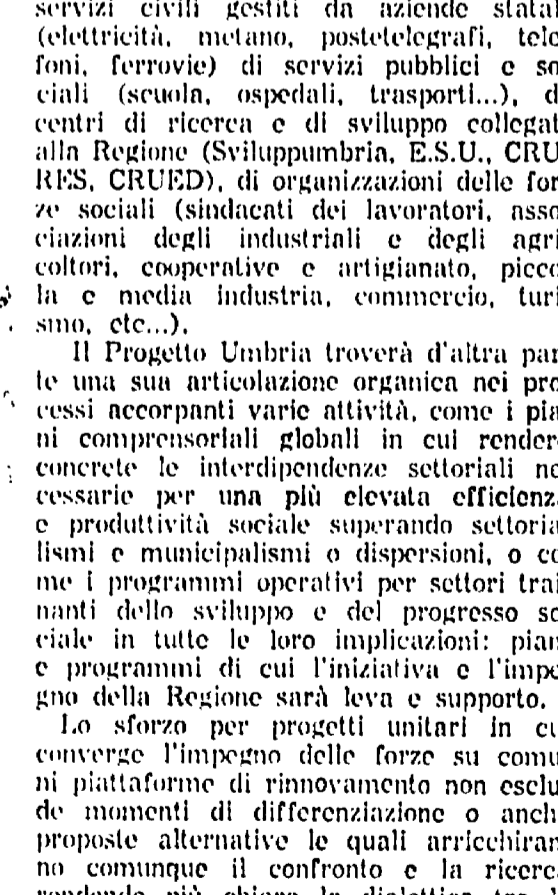 servizi civili gestiti da aziende statal
(elettricità, metano, postetelegrafi, tele
foni, ferrovie) di servizi pubblici e so
ciali (scuola, ospedali, trasporti...), d
centri di ricerca e di sviluppo collegat
alla Regione (Sviluppumbria, E.S.U., CRU
RES, CRUED), di organizzazioni delle for
ze sociali (sindacati dei lavoratori, asso
ciazioni degli industriali e degli agri
coltori, cooperative e artigianato, picco
la e media industria, commercio, turi
smo, etc...).
Il Progetto Umbria troverà d'altra par
te una sua articolazione organica nei pro
cessi accorpanti varie attività, come i pia
ni comprensoriali globali in cui render
concrete le interdipendenze settoriali ne
cessarie per una più elevata efficienz
e produttività sociale superando settoria
lismi e municipalismi o dispersioni, o co
me i programmi operativi per settori trai
nanti dello sviluppo e del progresso so
ciale in tutte le loro implicazioni: pian
e programmi di cui l'iniziativa e l'impe
gno della Regione sarà leva e supporto.
Lo sforzo per progetti unitari in cu
converge l'impegno delle forze su comu
ni piattaforme di rinnovamento non esclu
de momenti di differenziazione o anch
proposte alternative le quali arricchiran
no comunque il confronto e la ricerc
rendendo più chiara la dialettica tra